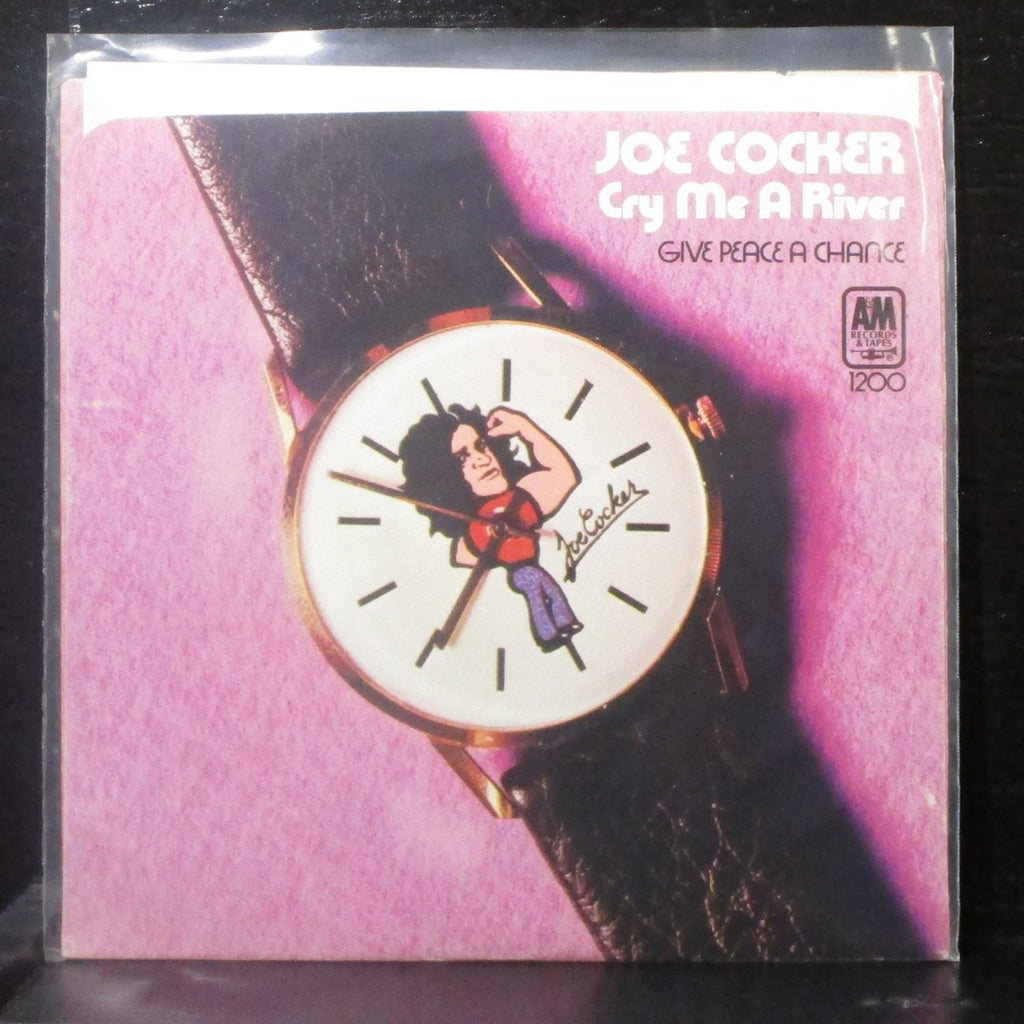 JOE COCKER
Cry Me A River
GIVE PEACE A CHANCE
A&M
RECORDS
& TAPES
®
1200
Joe Cocker